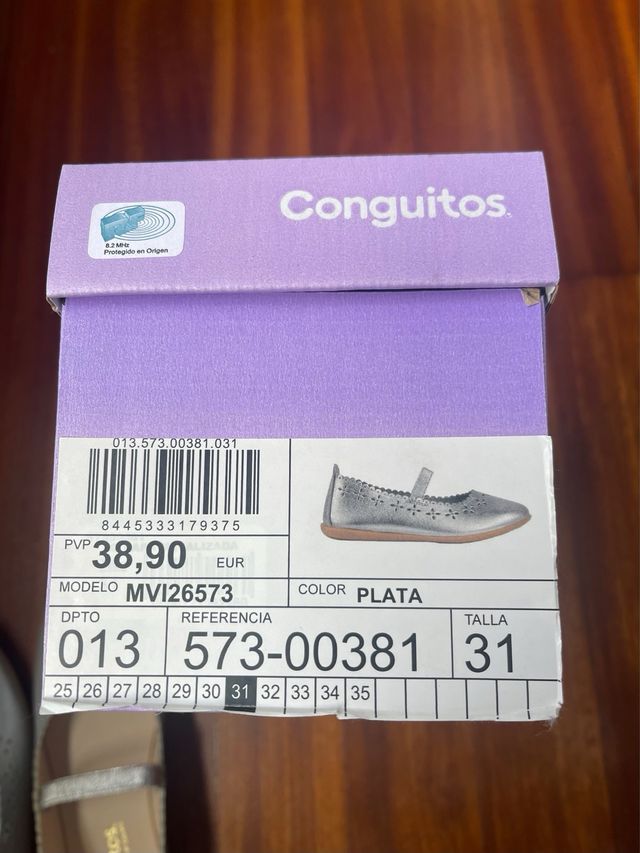 Conguitos
8.2 MHz
Protegido en Origen
013.573.00381.031
8445333179375
PVP 38,90 EUR
MODELO MVI26573
COLOR PLATA
DPTO
013
REFERENCIA
573-00381
TALLA
31
25 26 27 28 29 30 31 32 33 34 35